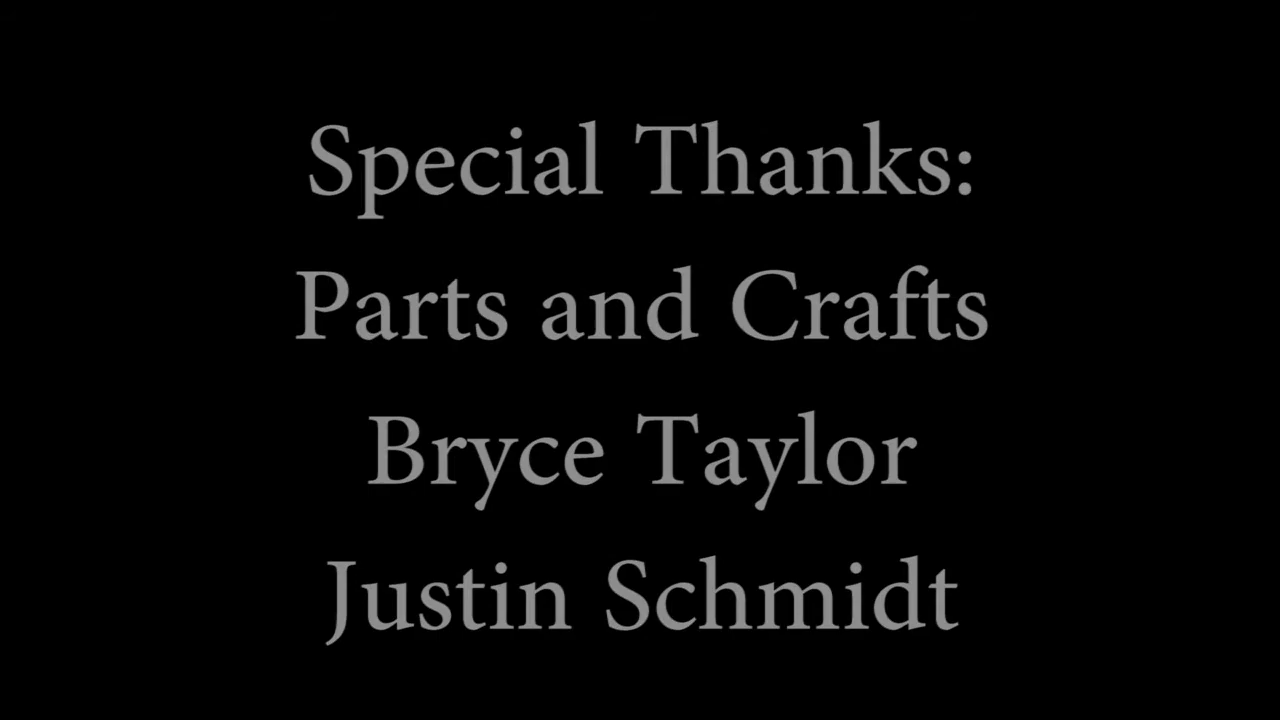 Special Thanks:
Parts and Crafts
Bryce Taylor
Justin Schmidt